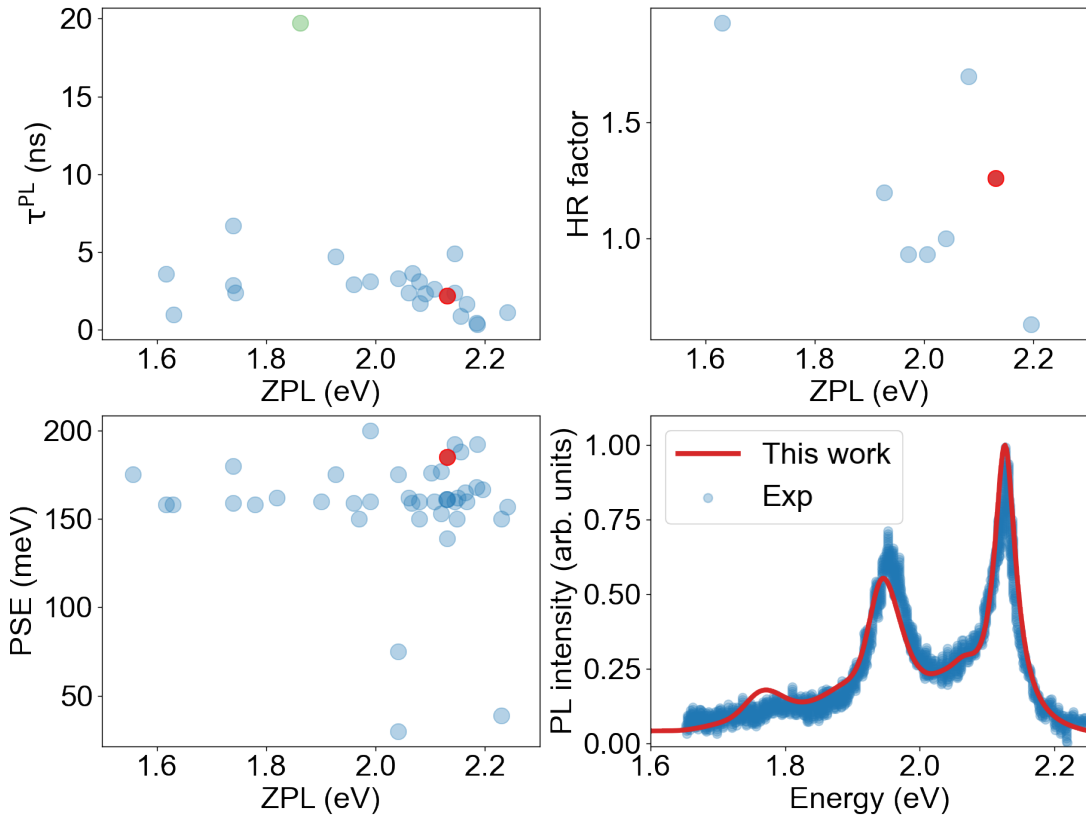 20
15
10
5
0
τ^PL (ns)
1.6 1.8 2.0 2.2
ZPL (eV)
1.5
1.0
HR factor
1.6 1.8 2.0 2.2
ZPL (eV)
200
150
100
50
PSE (meV)
1.6 1.8 2.0 2.2
ZPL (eV)
1.00
0.75
0.50
0.25
0.00
PL intensity (arb. units)
This work
Exp
1.6 1.8 2.0 2.2
Energy (eV)